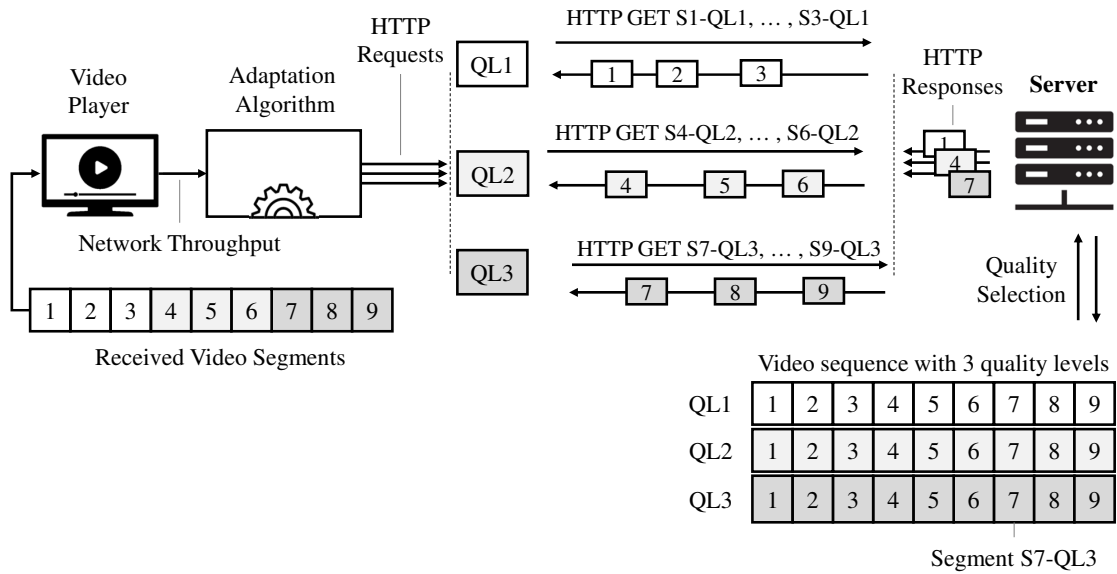 HTTP
Requests
HTTP GET S1-QL1, … , S3-QL1
QL1
1 2 3
HTTP
Responses
Server
Video
Player
Adaptation
Algorithm
HTTP GET S4-QL2, … , S6-QL2
QL2
4 5 6
1
4
7
Network Throughput
HTTP GET S7-QL3, … , S9-QL3
QL3
7 8 9
Quality
Selection
1 2 3 4 5 6 7 8 9
Received Video Segments
Video sequence with 3 quality levels
QL1 1 2 3 4 5 6 7 8 9
QL2 1 2 3 4 5 6 7 8 9
QL3 1 2 3 4 5 6 7 8 9
Segment S7-QL3